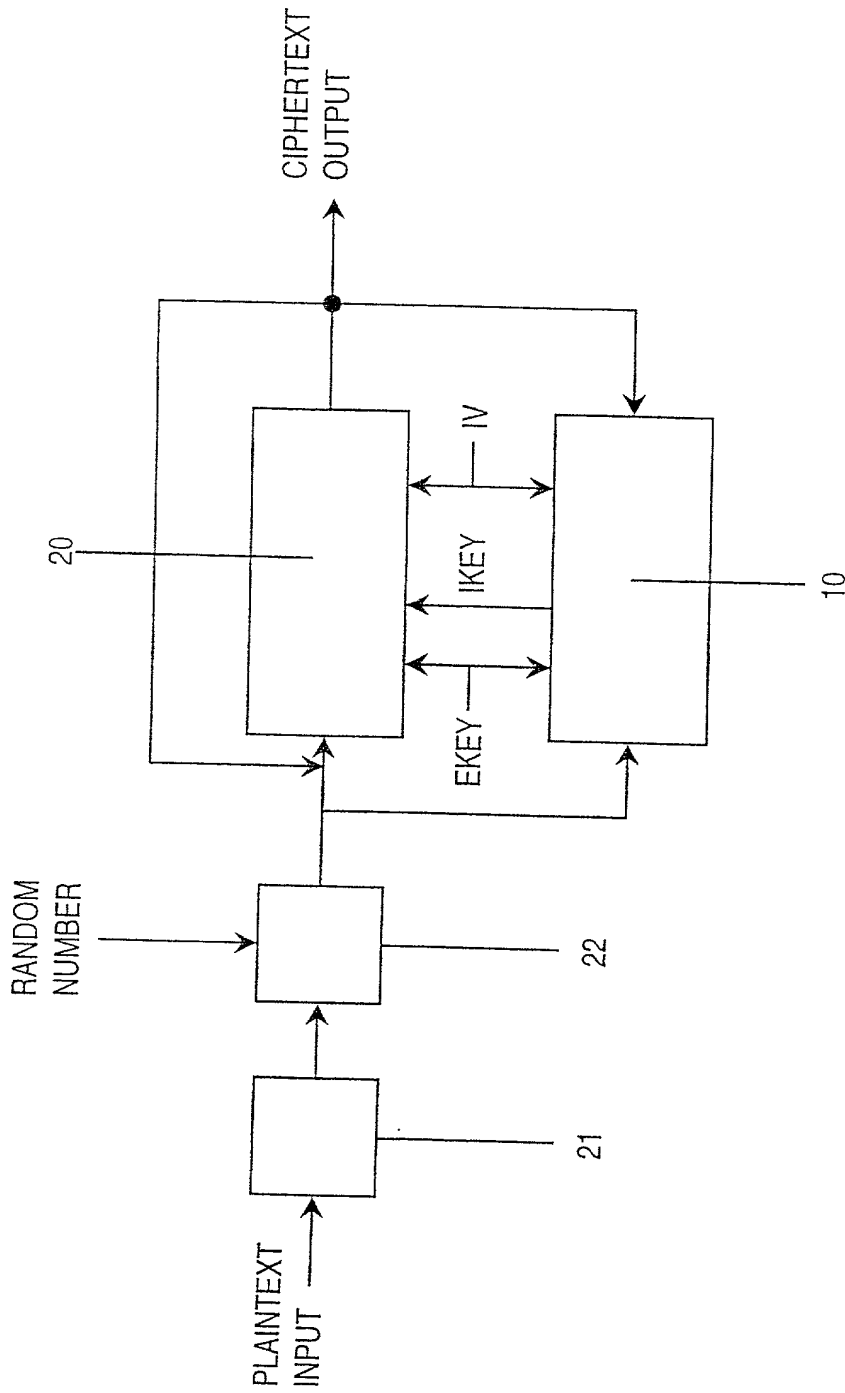 PLAINTEXT
INPUT
21
RANDOM
NUMBER
22
20
EKEY
IKEY
IV
10
CIPHERTEXT
OUTPUT